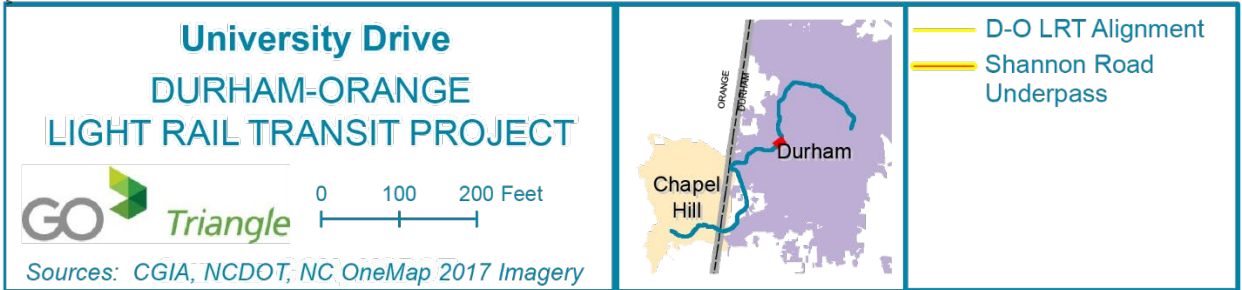 University Drive
DURHAM-ORANGE
LIGHT RAIL TRANSIT PROJECT
GO Triangle
0 100 200 Feet
Sources: CGIA, NCDOT, NC OneMap 2017 Imagery
ORANGE
DURHAM
Durham
Chapel
Hill
D-O LRT Alignment
Shannon Road
Underpass